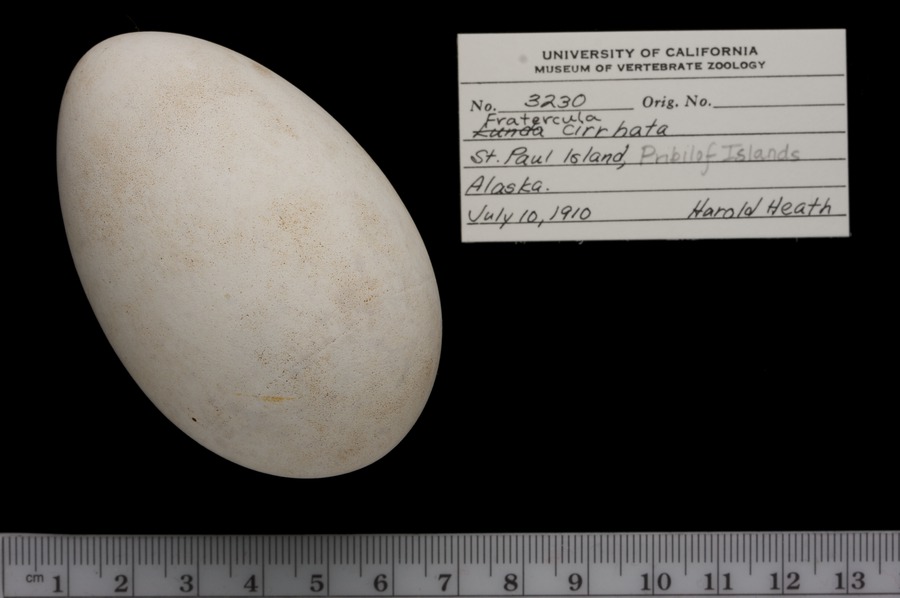 UNIVERSITY OF CALIFORNIA
MUSEUM OF VERTEBRATE ZOOLOGY
No. 3230 Orig. No.
Fratercula
Lunda cirrhata
St. Paul Island, Pribilof Islands
Alaska.
July 10, 1910 Harold Heath
cm 1 2 3 4 5 6 7 8 9 10 11 12 13